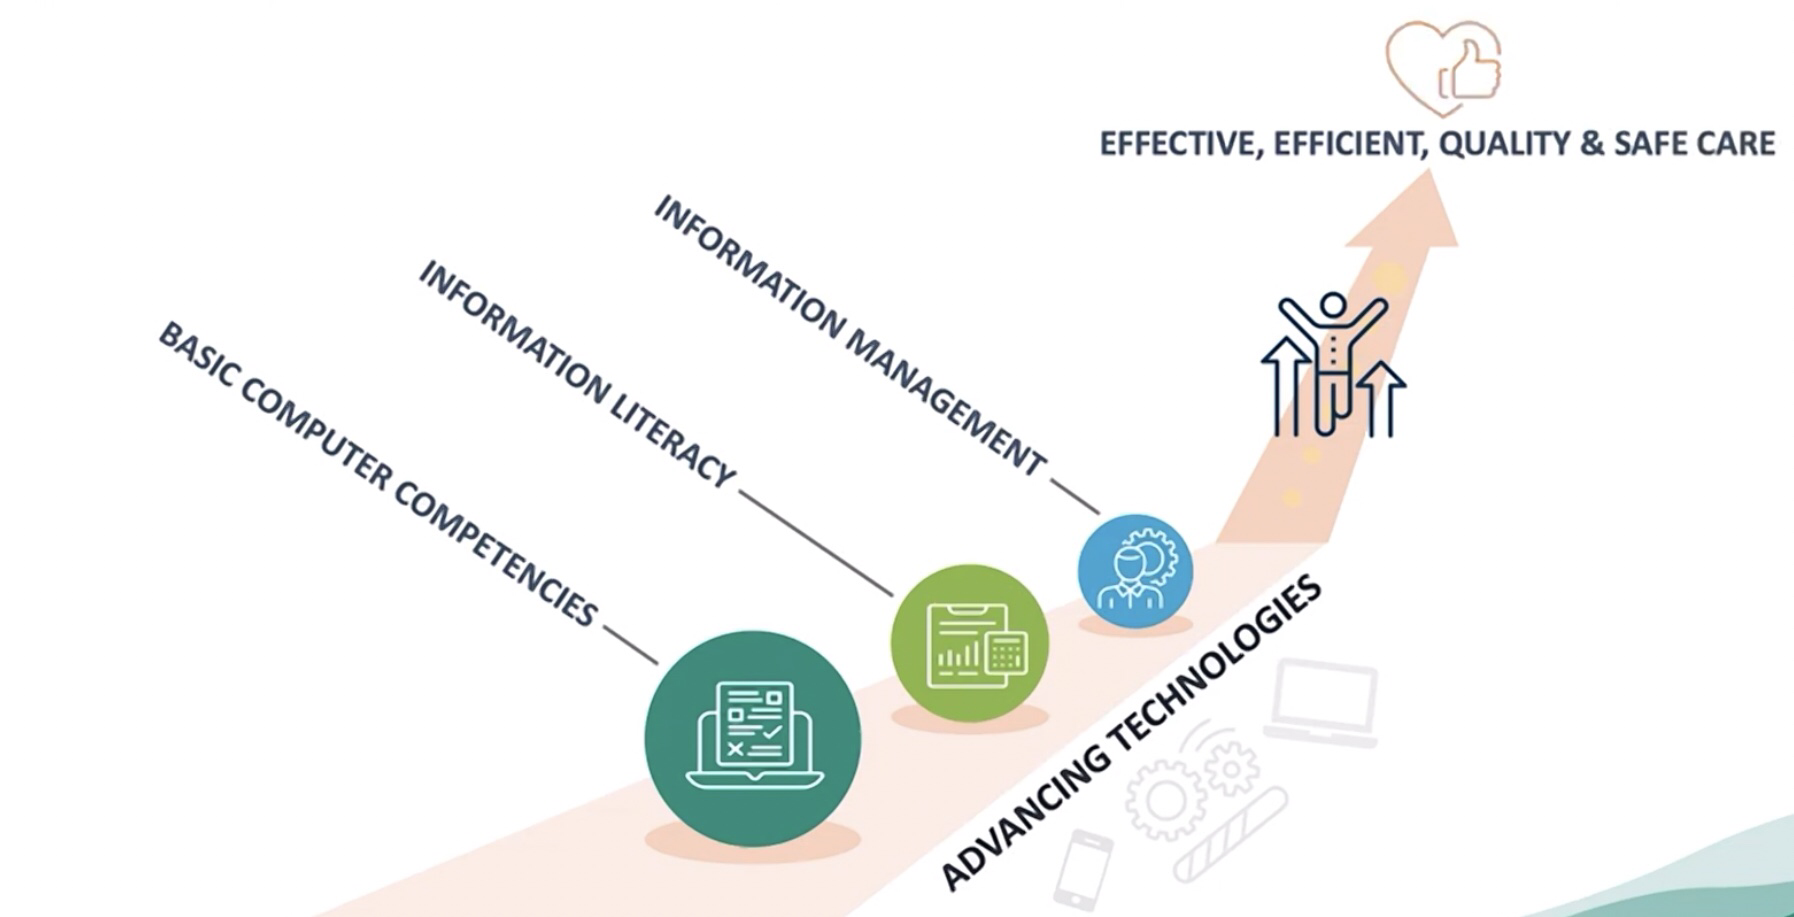 EFFECTIVE, EFFICIENT, QUALITY & SAFE CARE
INFORMATION MANAGEMENT
INFORMATION LITERACY
BASIC COMPUTER COMPETENCIES
ADVANCING TECHNOLOGIES